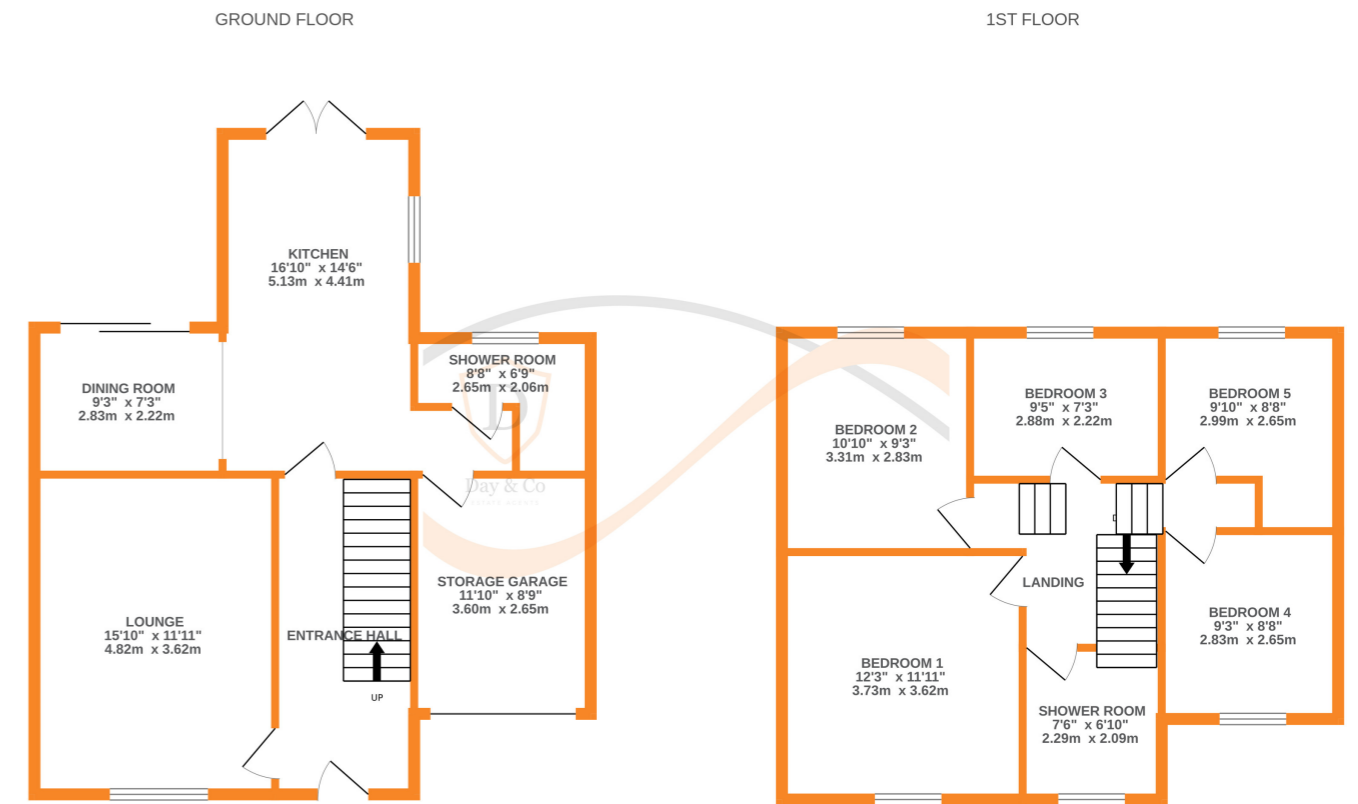 GROUND FLOOR
1ST FLOOR
KITCHEN
16'10" x 14'6"
5.13m x 4.41m
SHOWER ROOM
8'8" x 6'9"
2.65m x 2.06m
DINING ROOM
9'3" x 7'3"
2.83m x 2.22m
D
Day & Co
ESTATE AGENTS
STORAGE GARAGE
11'10" x 8'9"
3.60m x 2.65m
LOUNGE
15'10" x 11'11"
4.82m x 3.62m
ENTRANCE HALL
UP
BEDROOM 3
9'5" x 7'3"
2.88m x 2.22m
BEDROOM 5
9'10" x 8'8"
2.99m x 2.65m
BEDROOM 2
10'10" x 9'3"
3.31m x 2.83m
LANDING
BEDROOM 4
9'3" x 8'8"
2.83m x 2.65m
BEDROOM 1
12'3" x 11'11"
3.73m x 3.62m
SHOWER ROOM
7'6" x 6'10"
2.29m x 2.09m